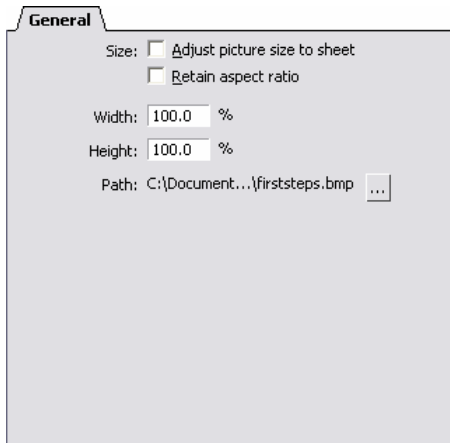 General
Size: Adjust picture size to sheet
Retain aspect ratio
Width: 100.0 %
Height: 100.0 %
Path: C:\Document...\firststeps.bmp ...